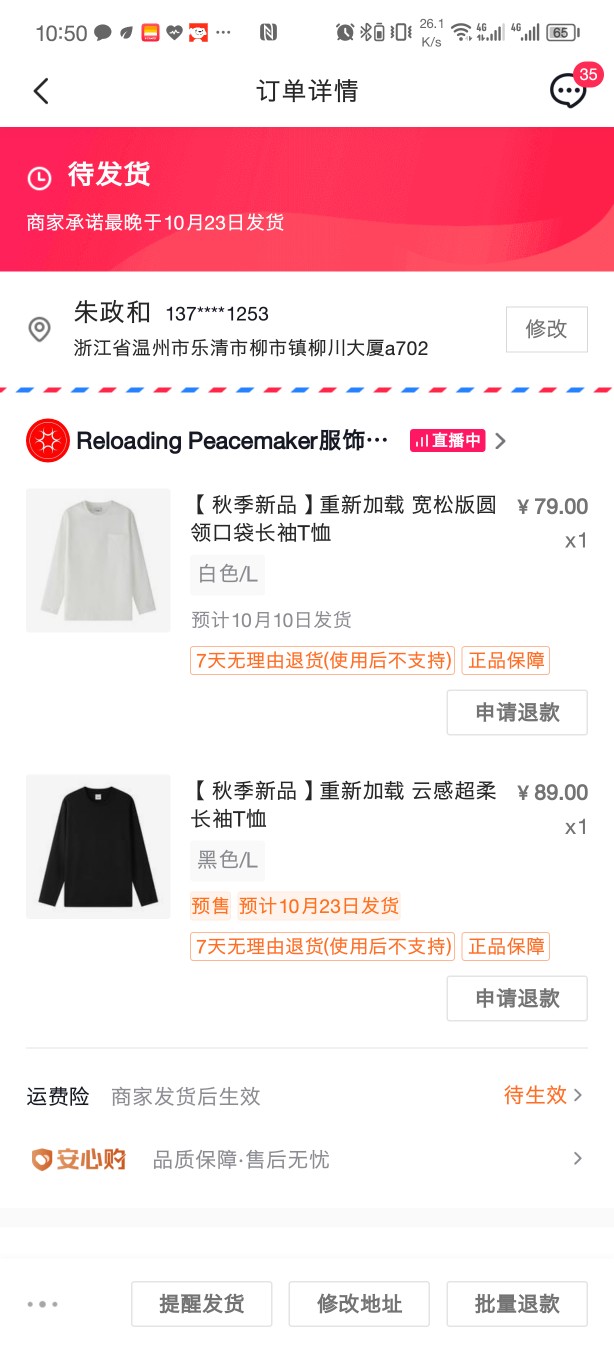 10:50 ··· 26.1 K/s 4G 4G 65
订单详情
35
待发货
商家承诺最晚于10月23日发货
朱政和 137****1253
修改
浙江省温州市乐清市柳市镇柳川大厦a702
Reloading Peacemaker服饰··· 直播中
【秋季新品】重新加载 宽松版圆 ¥79.00
领口袋长袖T恤 x1
白色/L
预计10月10日发货
7天无理由退货(使用后不支持) 正品保障
申请退款
【秋季新品】重新加载 云感超柔 ¥89.00
长袖T恤 x1
黑色/L
预售 预计10月23日发货
7天无理由退货(使用后不支持) 正品保障
申请退款
运费险 商家发货后生效 待生效
安心购 品质保障·售后无忧
··· 提醒发货 修改地址 批量退款